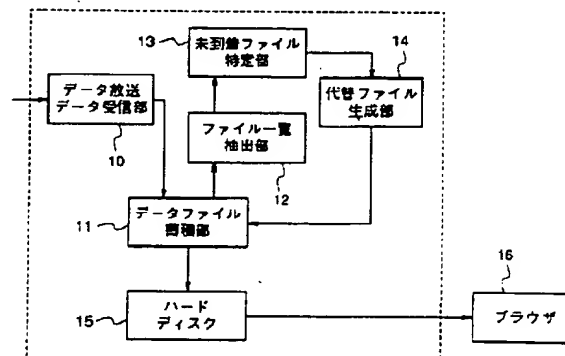 13
未到着ファイル
特定部
14
データ放送
データ受信部
10
代替ファイル
生成部
ファイル一覧
抽出部
12
11
データファイル
蓄積部
16
ハード
ディスク
15
ブラウザ